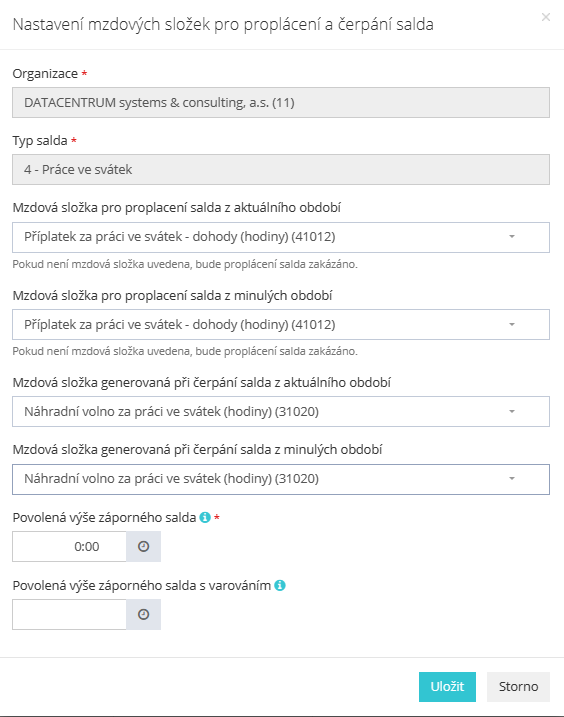 Nastavení mzdových složek pro proplácení a čerpání salda
×
Organizace *
DATACENTRUM systems & consulting, a.s. (11)
Typ salda *
4 - Práce ve svátek
Mzdová složka pro proplacení salda z aktuálního období
Příplatek za práci ve svátek - dohody (hodiny) (41012)
Pokud není mzdová složka uvedena, bude proplácení salda zakázáno.
Mzdová složka pro proplacení salda z minulých období
Příplatek za práci ve svátek - dohody (hodiny) (41012)
Pokud není mzdová složka uvedena, bude proplácení salda zakázáno.
Mzdová složka generovaná při čerpání salda z aktuálního období
Náhradní volno za práci ve svátek (hodiny) (31020)
Mzdová složka generovaná při čerpání salda z minulých období
Náhradní volno za práci ve svátek (hodiny) (31020)
Povolená výše záporného salda *
0:00
Povolená výše záporného salda s varováním
Uložit
Storno